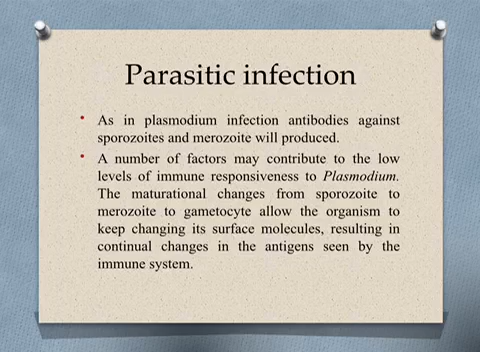 Parasitic infection
• As in plasmodium infection antibodies against
sporozoites and merozoite will produced.
• A number of factors may contribute to the low
levels of immune responsiveness to Plasmodium.
The maturational changes from sporozoite to
merozoite to gametocyte allow the organism to
keep changing its surface molecules, resulting in
continual changes in the antigens seen by the
immune system.